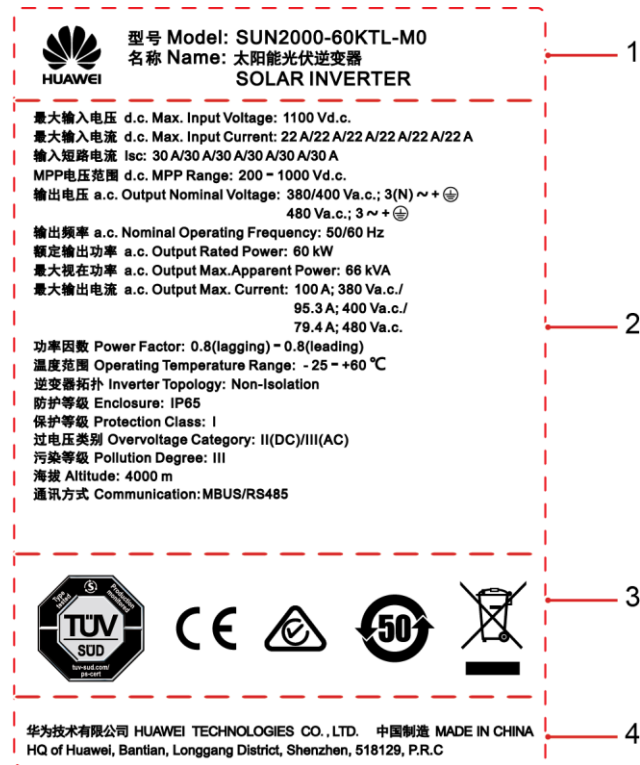 HUAWEI
型号 Model: SUN2000-60KTL-M0
名称 Name: 太阳能光伏逆变器
SOLAR INVERTER
1
最大输入电压 d.c. Max. Input Voltage: 1100 Vd.c.
最大输入电流 d.c. Max. Input Current: 22 A/22 A/22 A/22 A/22 A/22 A
输入短路电流 Isc: 30 A/30 A/30 A/30 A/30 A/30 A
MPP电压范围 d.c. MPP Range: 200 - 1000 Vd.c.
输出电压 a.c. Output Nominal Voltage: 380/400 Va.c.; 3(N) ~ + ⏚
480 Va.c.; 3 ~ + ⏚
输出频率 a.c. Nominal Operating Frequency: 50/60 Hz
额定输出功率 a.c. Output Rated Power: 60 kW
最大视在功率 a.c. Output Max.Apparent Power: 66 kVA
最大输出电流 a.c. Output Max. Current: 100 A; 380 Va.c./
95.3 A; 400 Va.c./
79.4 A; 480 Va.c.
2
功率因数 Power Factor: 0.8(lagging) - 0.8(leading)
温度范围 Operating Temperature Range: - 25 - +60 ℃
逆变器拓扑 Inverter Topology: Non-Isolation
防护等级 Enclosure: IP65
保护等级 Protection Class: I
过电压类别 Overvoltage Category: II(DC)/III(AC)
污染等级 Pollution Degree: III
海拔 Altitude: 4000 m
通讯方式 Communication:MBUS/RS485
Type tested
S
Production monitored
TÜV
SÜD
tuv-sud.com/
ps-cert
CE
50
3
华为技术有限公司 HUAWEI TECHNOLOGIES CO., LTD. 中国制造 MADE IN CHINA
HQ of Huawei, Bantian, Longgang District, Shenzhen, 518129, P.R.C
4